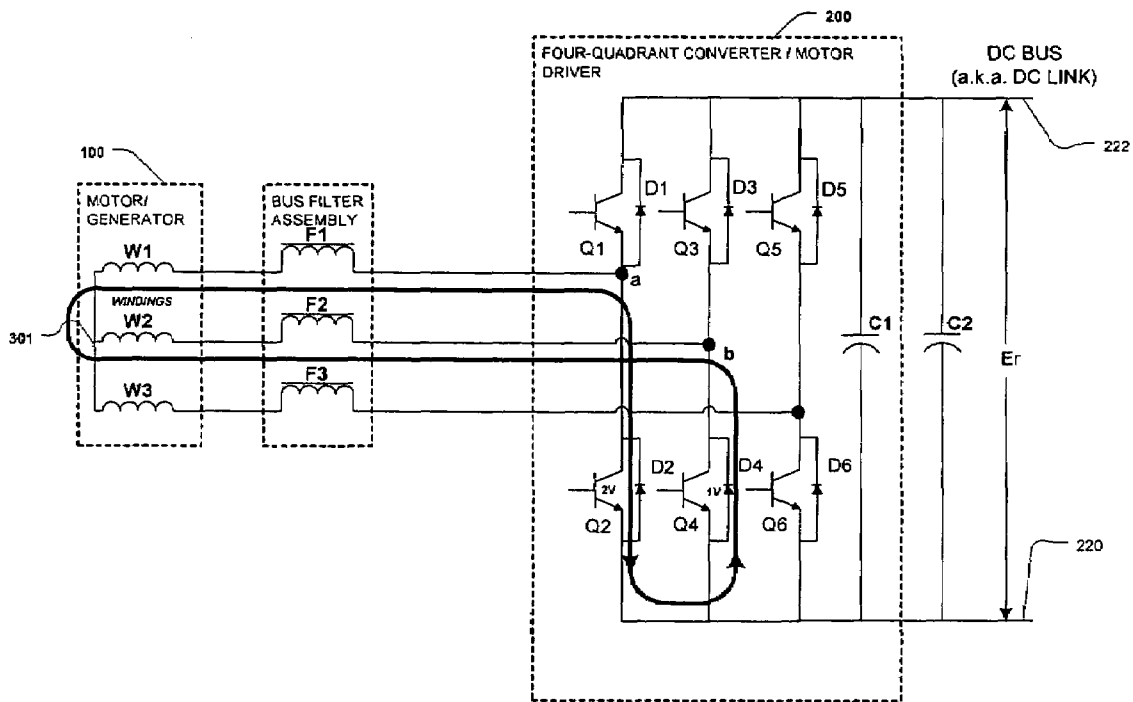 200
FOUR-QUADRANT CONVERTER / MOTOR
DRIVER
DC BUS
(a.k.a. DC LINK)
222
100
MOTOR/
GENERATOR
BUS FILTER
ASSEMBLY
D1
D3
D5
Q1
Q3
Q5
W1
F1
a
WINDINGS
W2
F2
301
b
C1
C2
Er
W3
F3
D2
D4
D6
2V
1V
Q2
Q4
Q6
220